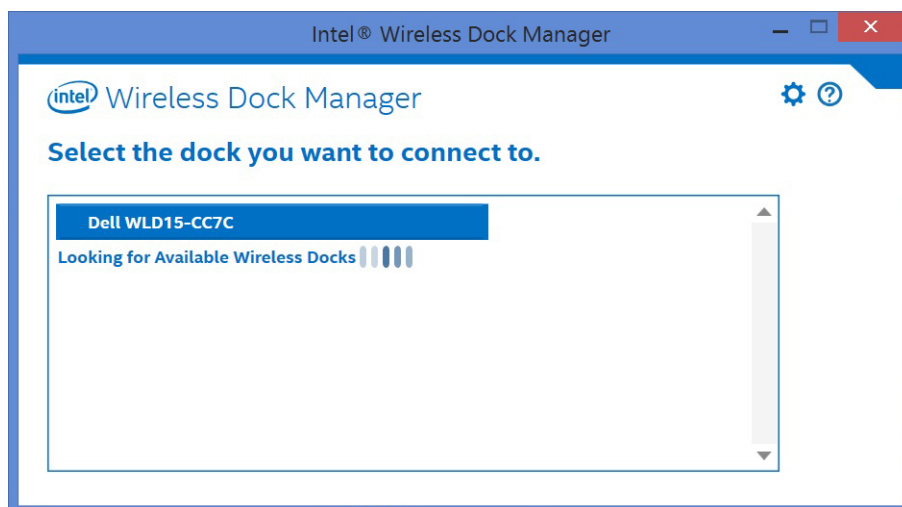 Intel® Wireless Dock Manager
intel Wireless Dock Manager
Select the dock you want to connect to.
Dell WLD15-CC7C
Looking for Available Wireless Docks